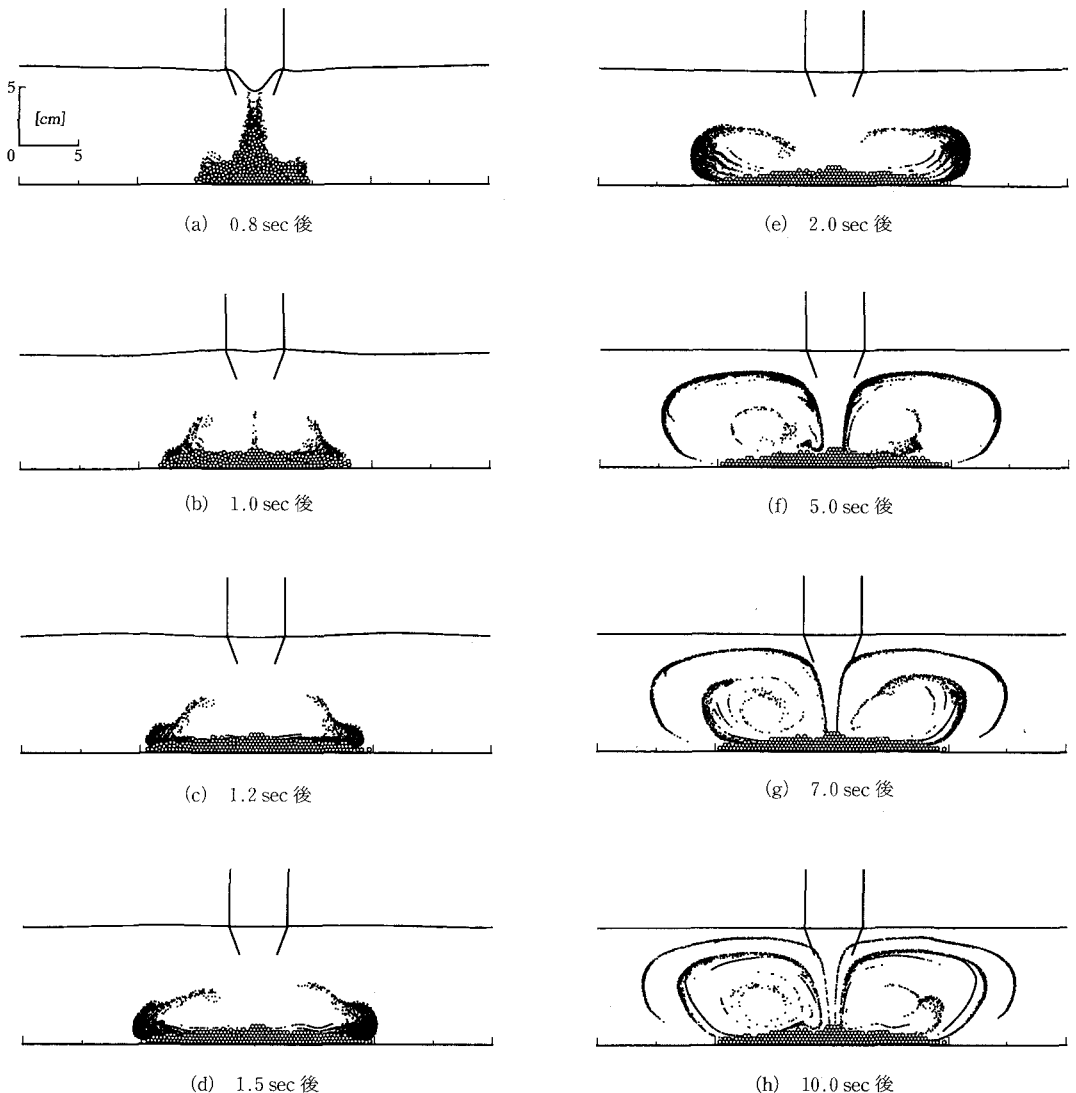 5
[cm]
0
5
(a) 0.8 sec 後
(b) 1.0 sec 後
(c) 1.2 sec 後
(d) 1.5 sec 後
(e) 2.0 sec 後
(f) 5.0 sec 後
(g) 7.0 sec 後
(h) 10.0 sec 後